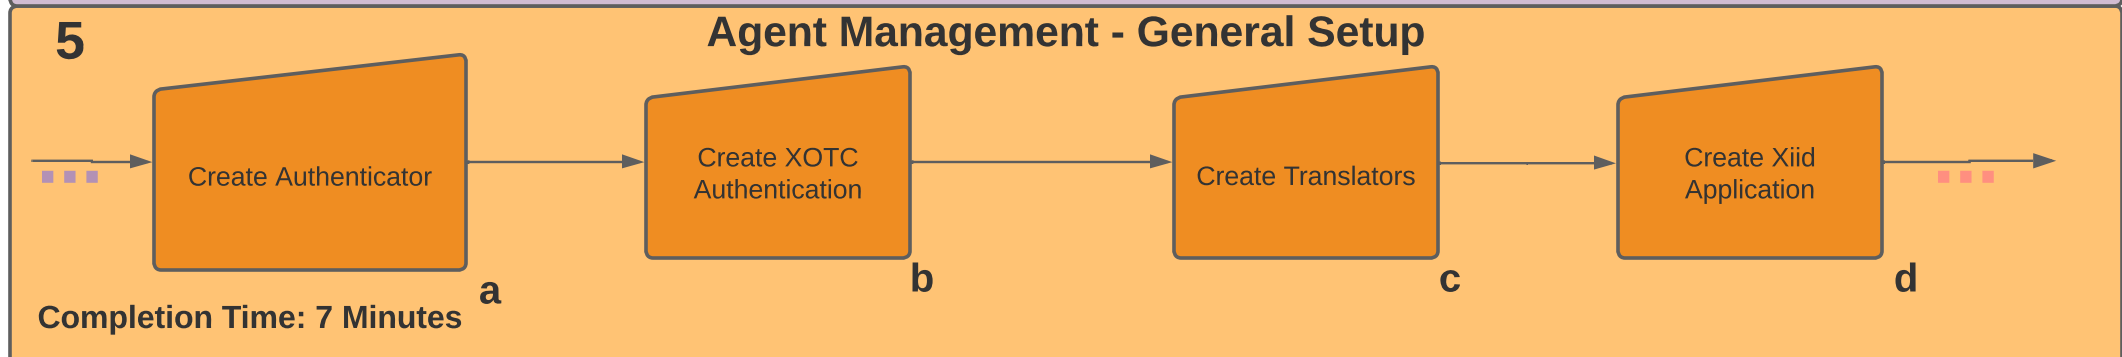 5
Agent Management - General Setup
Create Authenticator
a
Create XOTC
Authentication
b
Create Translators
c
Create Xiid
Application
d
Completion Time: 7 Minutes